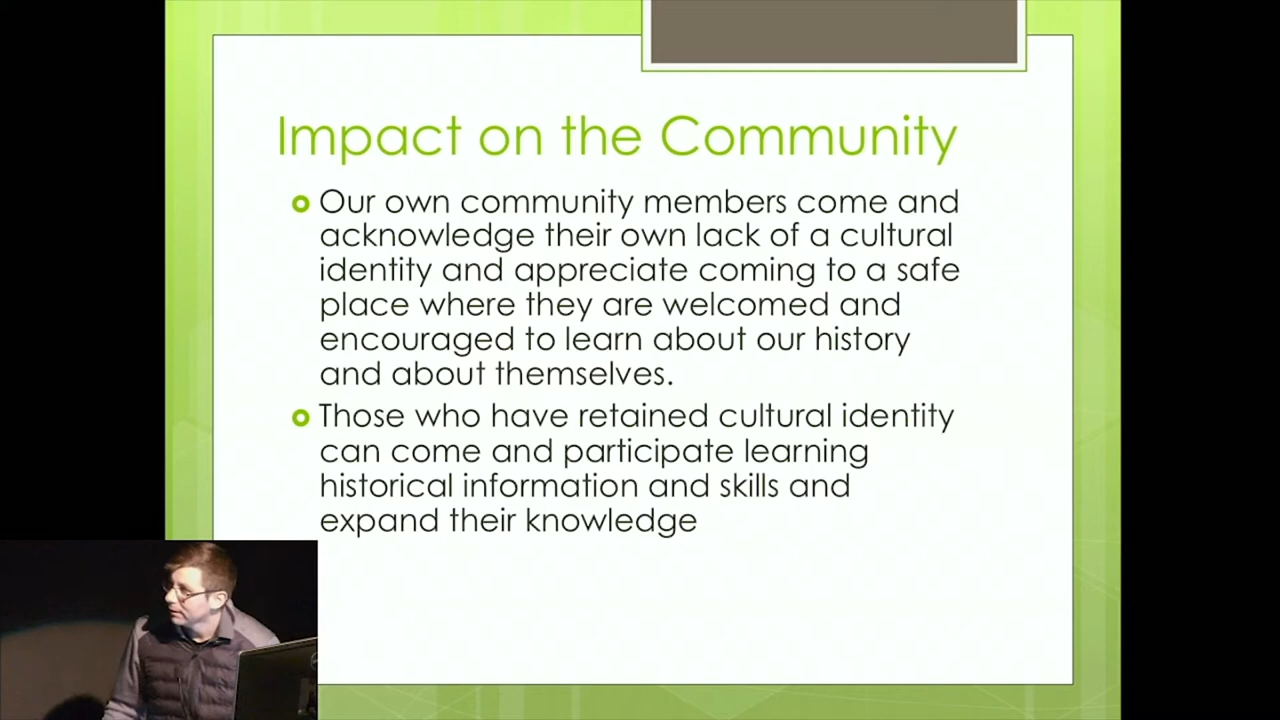 Impact on the Community
Our own community members come and
acknowledge their own lack of a cultural
identity and appreciate coming to a safe
place where they are welcomed and
encouraged to learn about our history
and about themselves.
Those who have retained cultural identity
can come and participate learning
historical information and skills and
expand their knowledge